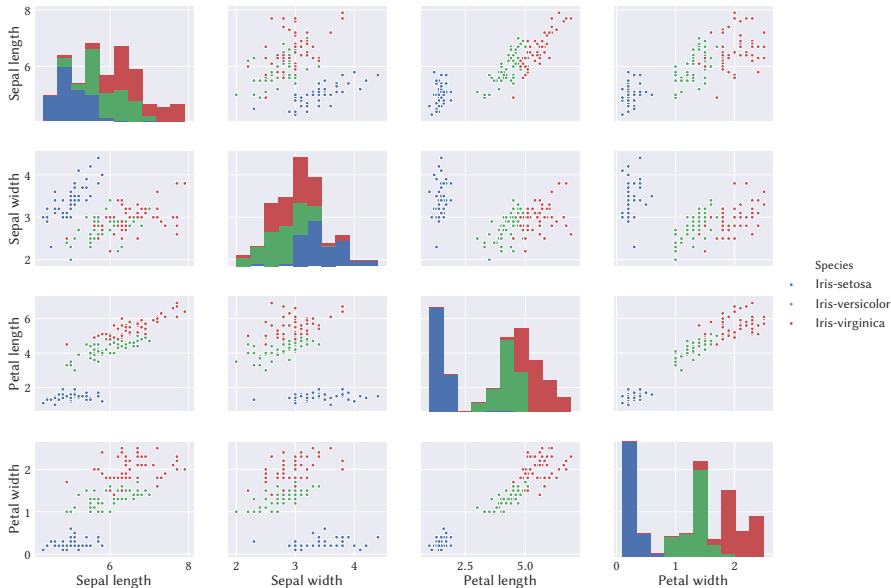 8
6
Sepal length
4
3
2
Sepal width
6
4
2
Petal length
2
1
0
Petal width
6
8
Sepal length
2
3
4
Sepal width
2.5
5.0
Petal length
0
1
2
Petal width
Species
Iris-setosa
Iris-versicolor
Iris-virginica